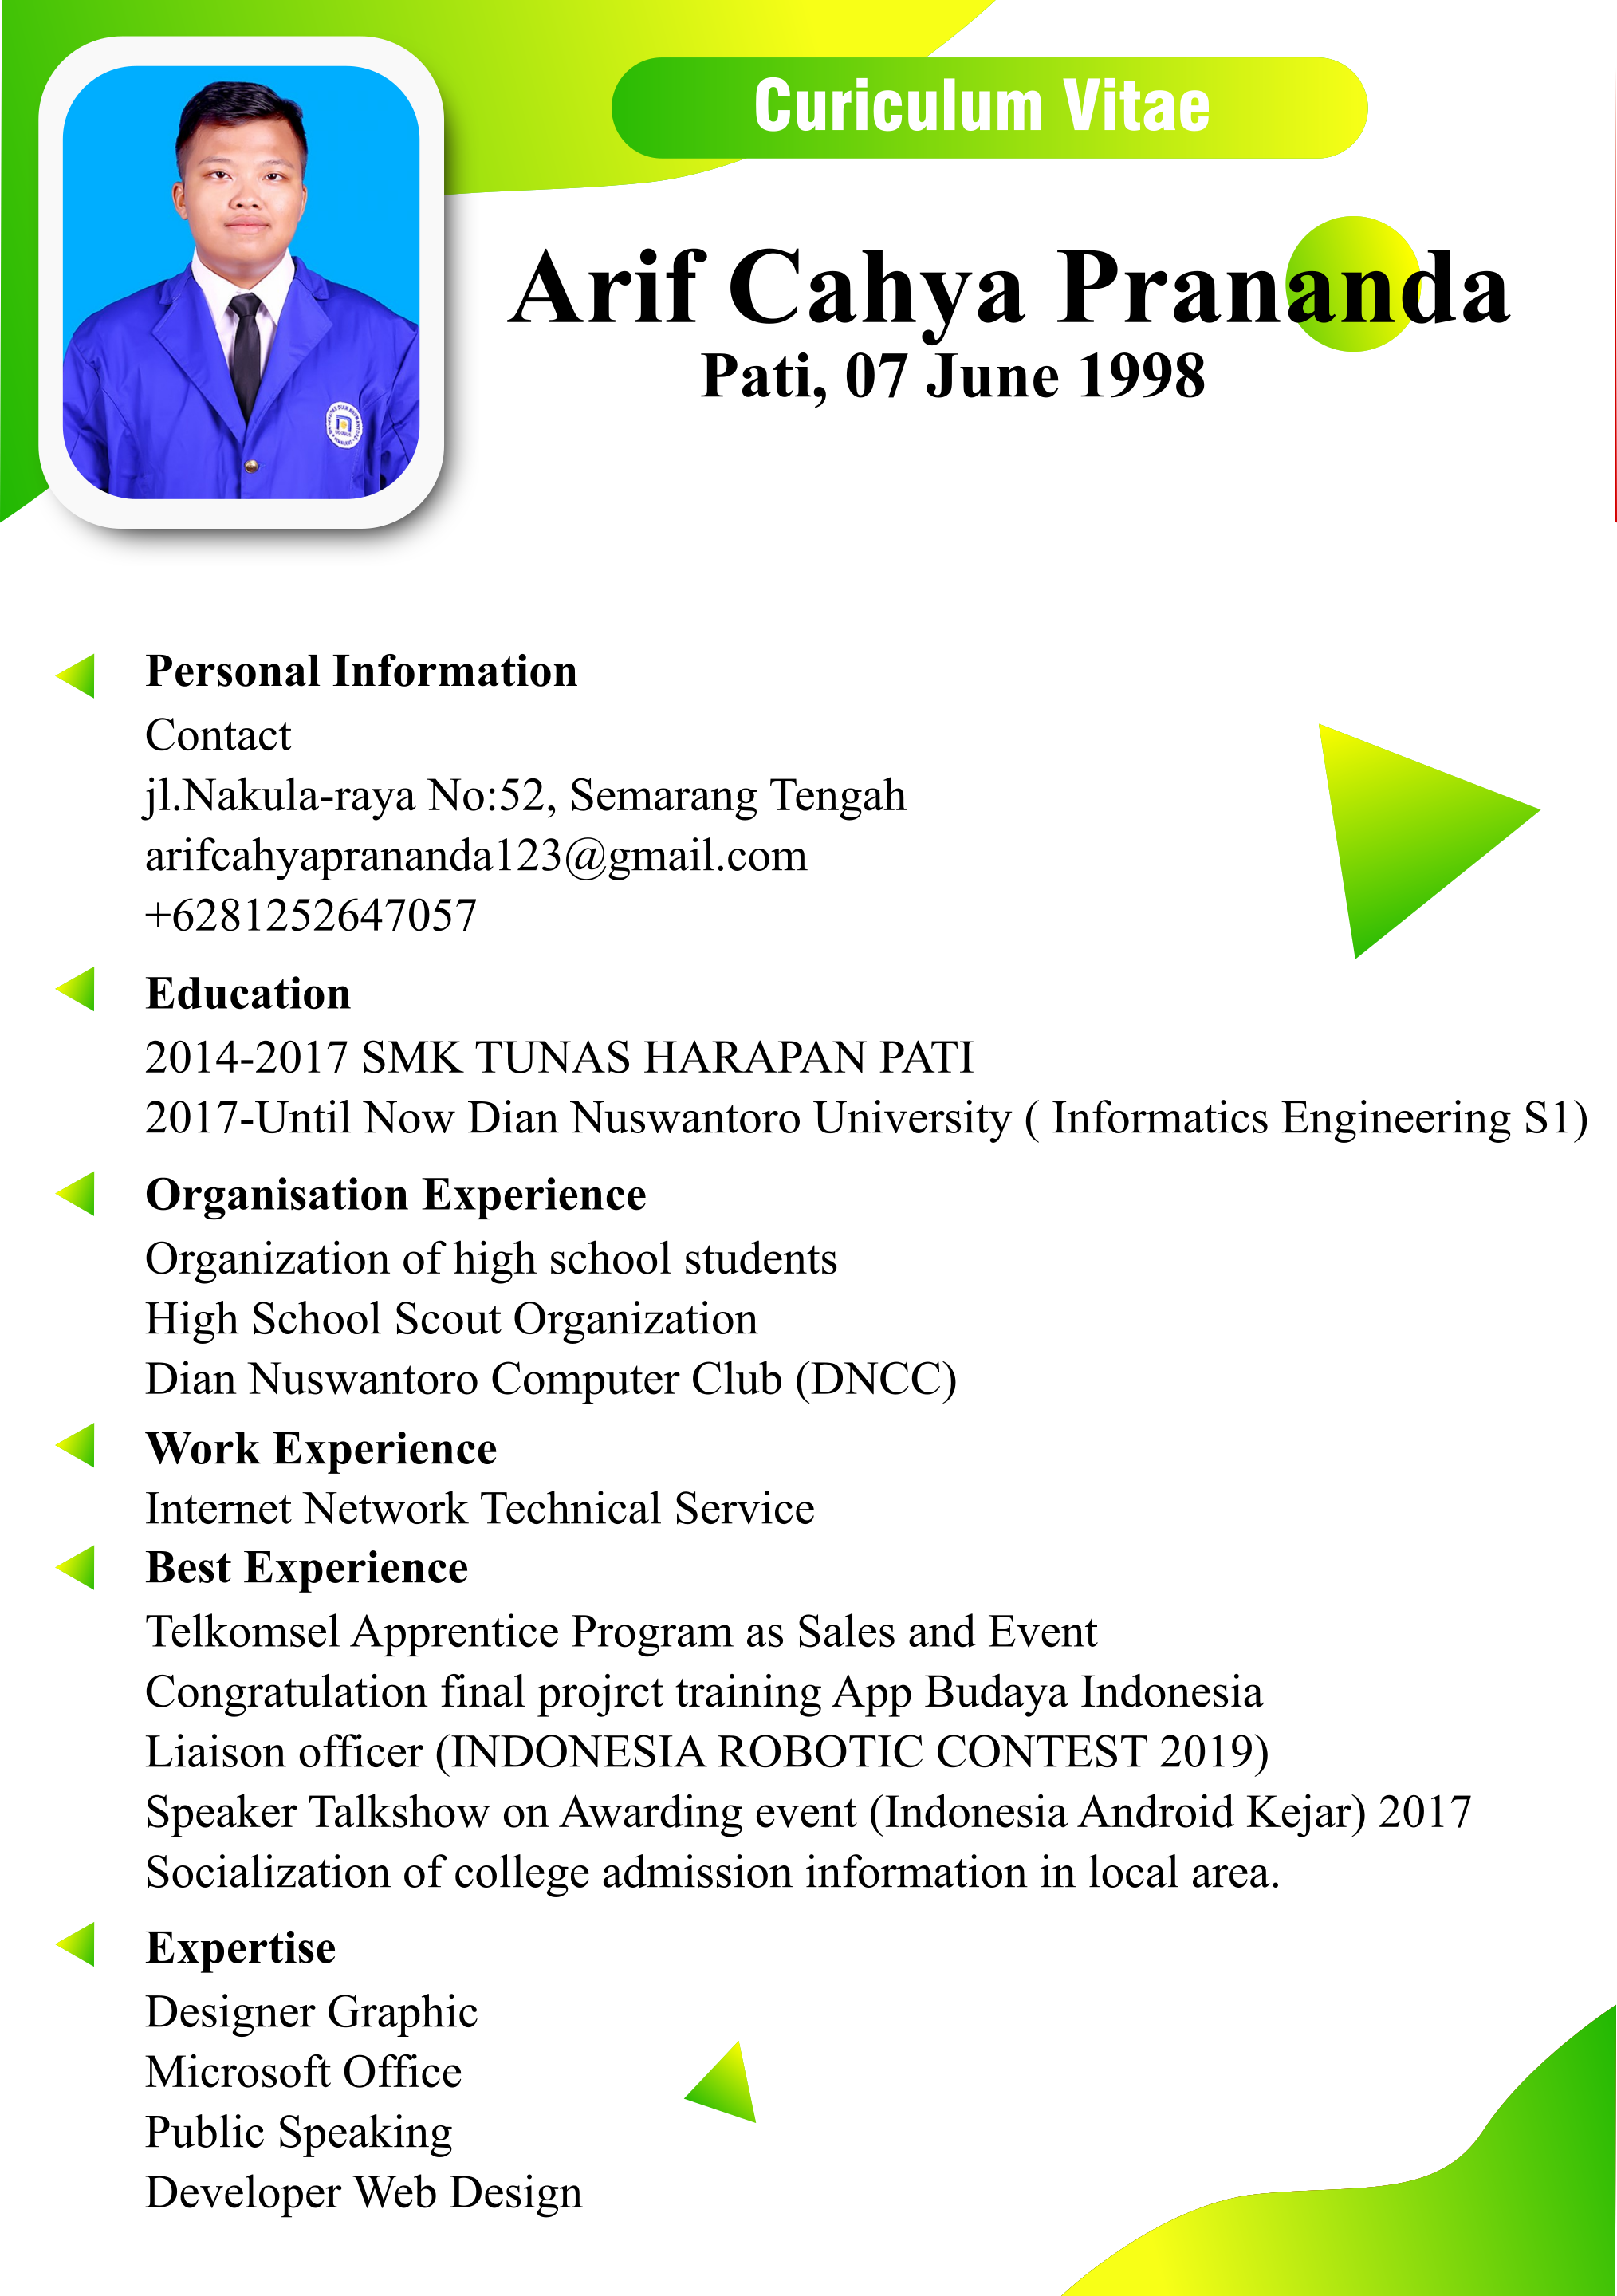 Curiculum Vitae
Arif Cahya Prananda
Pati, 07 June 1998
Personal Information
Contact
jl.Nakula-raya No:52, Semarang Tengah
arifcahyaprananda123@gmail.com
+6281252647057
Education
2014-2017 SMK TUNAS HARAPAN PATI
2017-Until Now Dian Nuswantoro University ( Informatics Engineering S1)
Organisation Experience
Organization of high school students
High School Scout Organization
Dian Nuswantoro Computer Club (DNCC)
Work Experience
Internet Network Technical Service
Best Experience
Telkomsel Apprentice Program as Sales and Event
Congratulation final projrct training App Budaya Indonesia
Liaison officer (INDONESIA ROBOTIC CONTEST 2019)
Speaker Talkshow on Awarding event (Indonesia Android Kejar) 2017
Socialization of college admission information in local area.
Expertise
Designer Graphic
Microsoft Office
Public Speaking
Developer Web Design